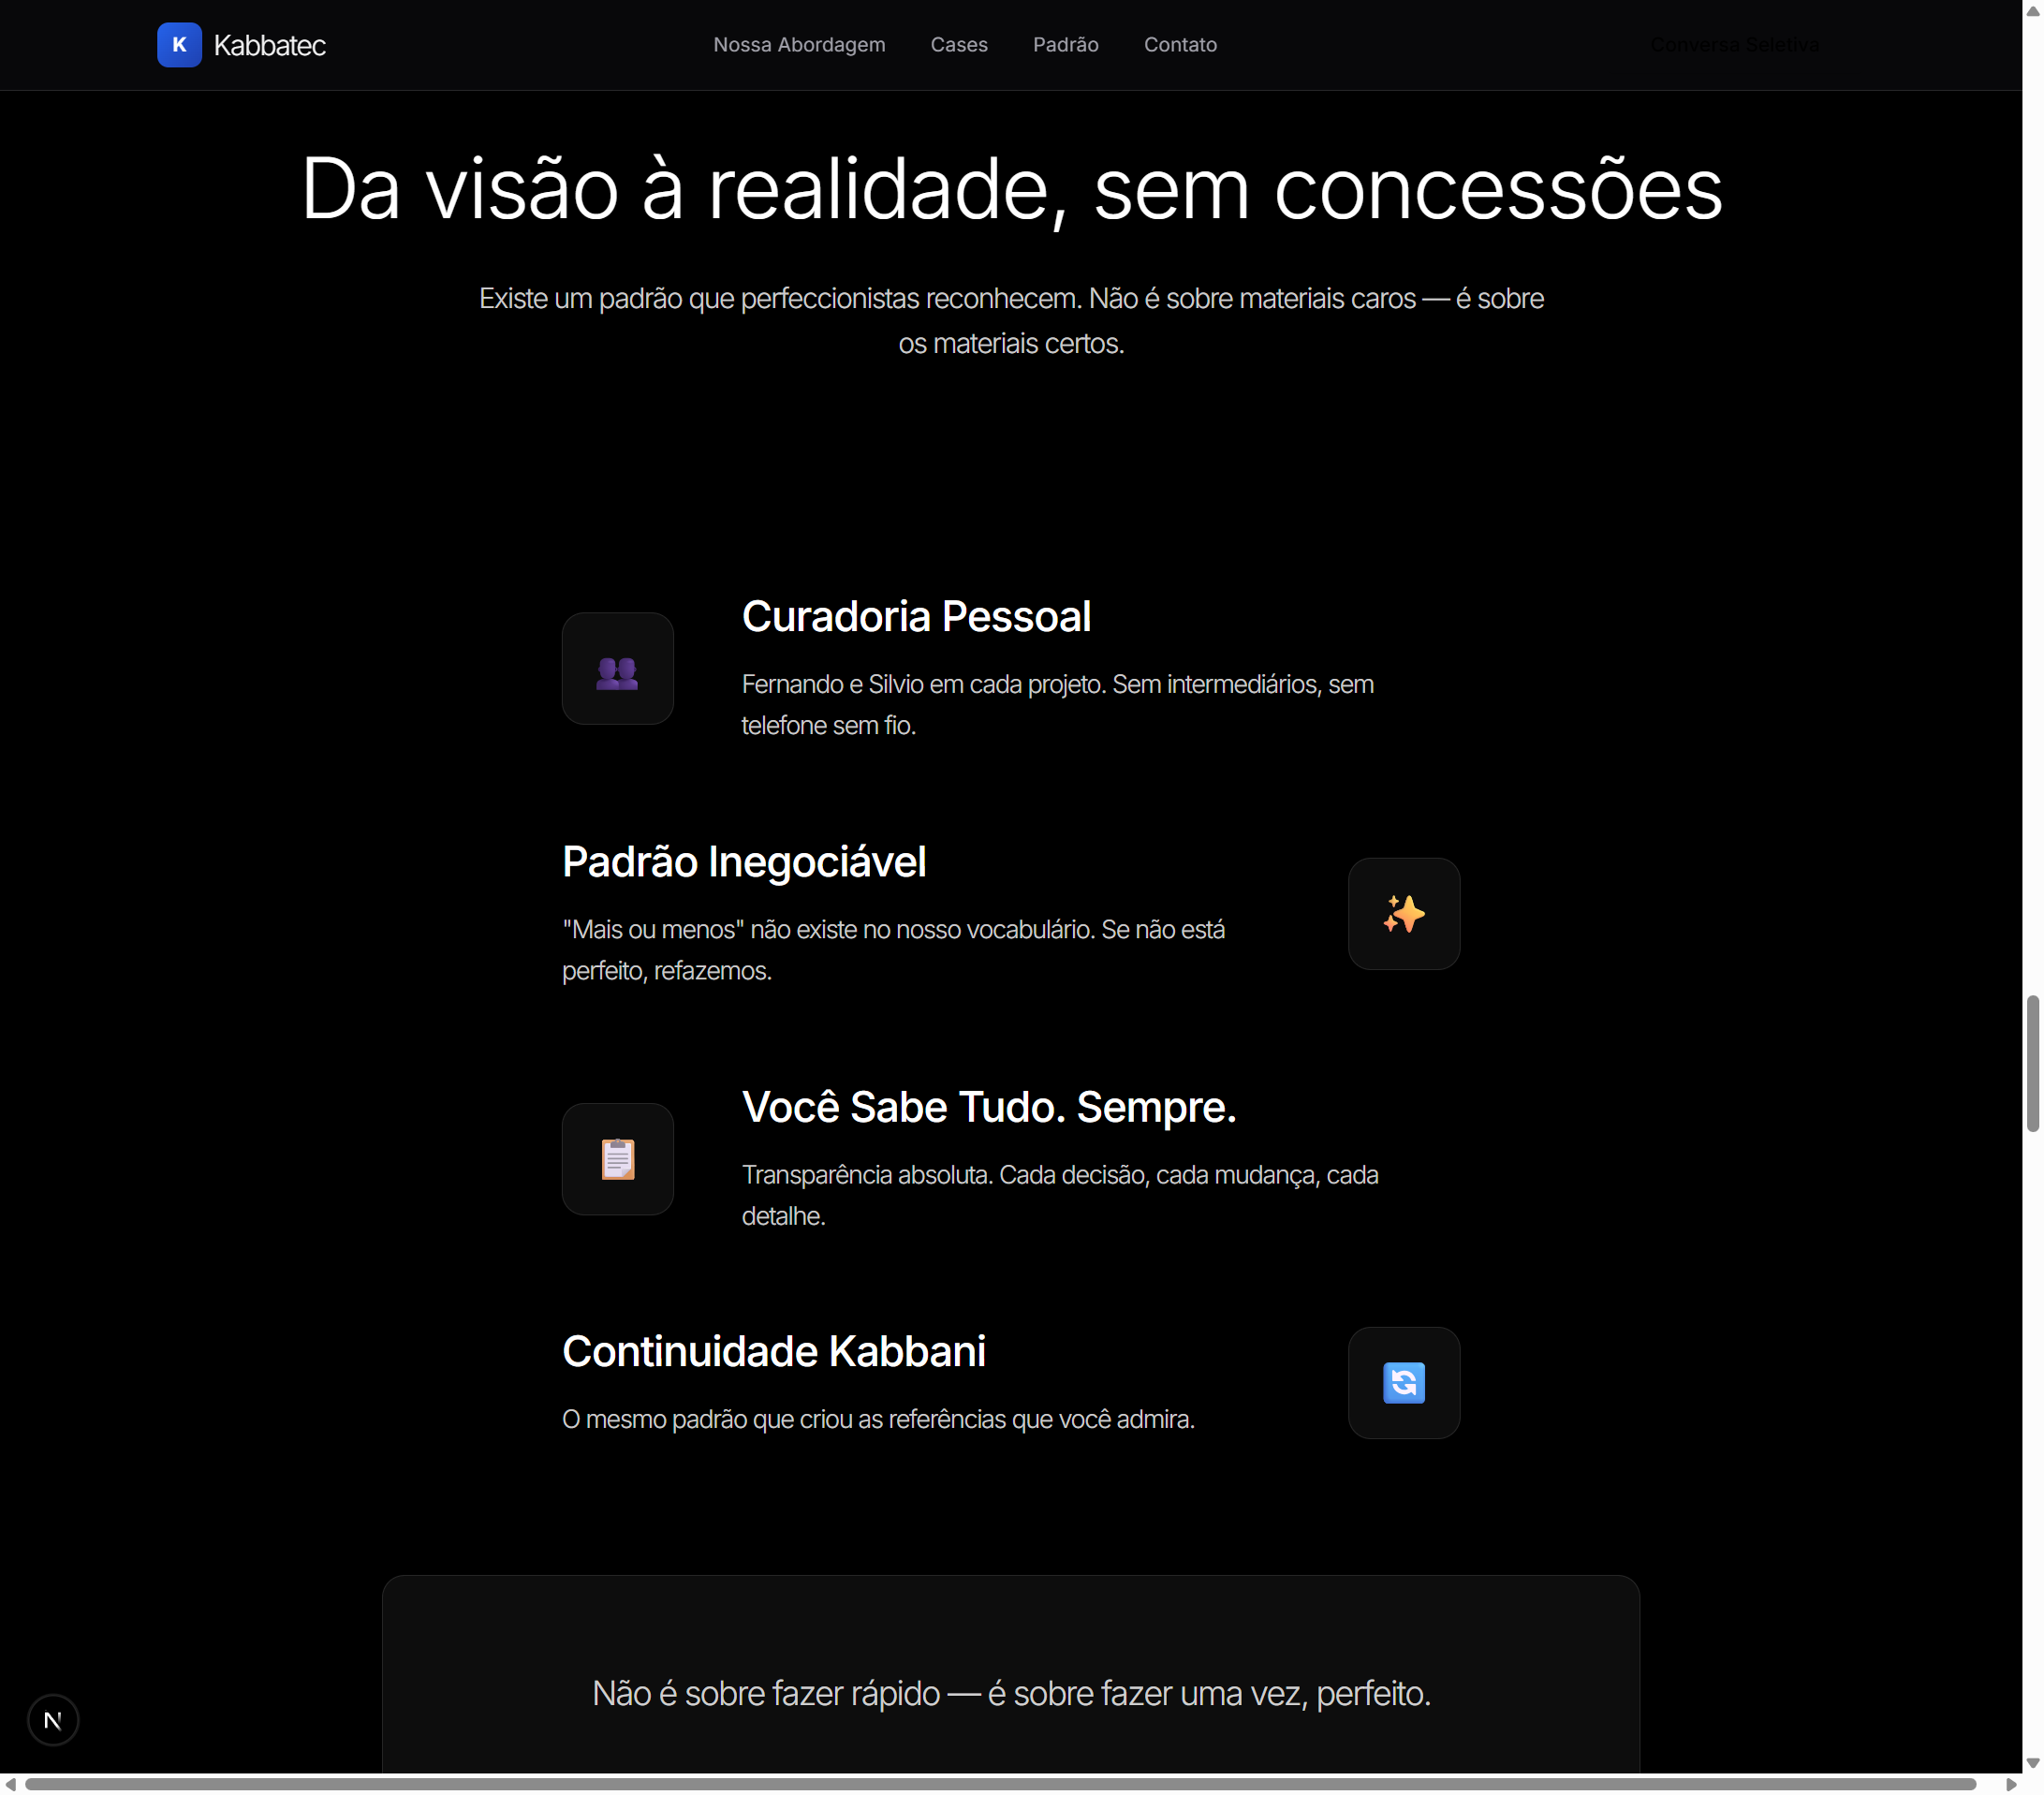 K Kabbatec
Nossa Abordagem
Cases
Padrão
Contato
Conversa Seletiva
Da visão à realidade, sem concessões
Existe um padrão que perfeccionistas reconhecem. Não é sobre materiais caros — é sobre
os materiais certos.
Curadoria Pessoal
Fernando e Silvio em cada projeto. Sem intermediários, sem
telefone sem fio.
Padrão Inegociável
"Mais ou menos" não existe no nosso vocabulário. Se não está
perfeito, refazemos.
Você Sabe Tudo. Sempre.
Transparência absoluta. Cada decisão, cada mudança, cada
detalhe.
Continuidade Kabbani
O mesmo padrão que criou as referências que você admira.
Não é sobre fazer rápido — é sobre fazer uma vez, perfeito.
N